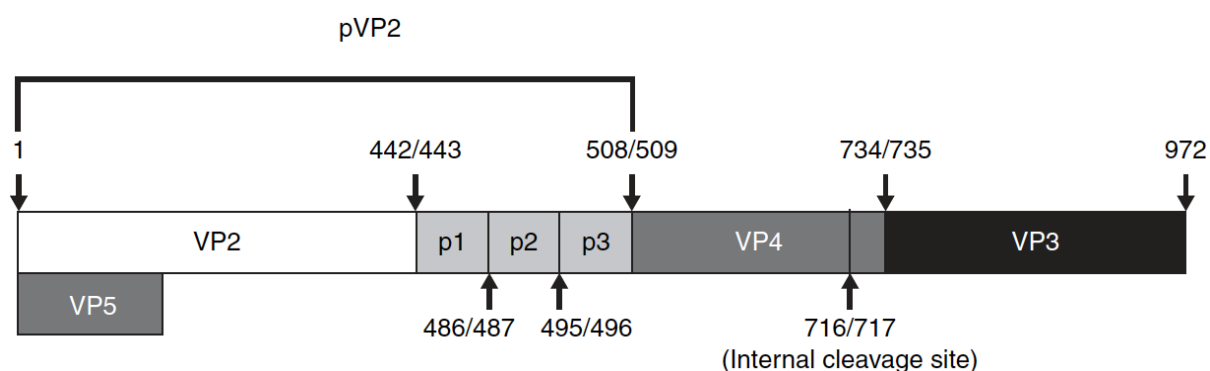 pVP2
1 442/443 508/509 734/735 972
VP2 p1 p2 p3 VP4 VP3
VP5
486/487 495/496 716/717
(Internal cleavage site)